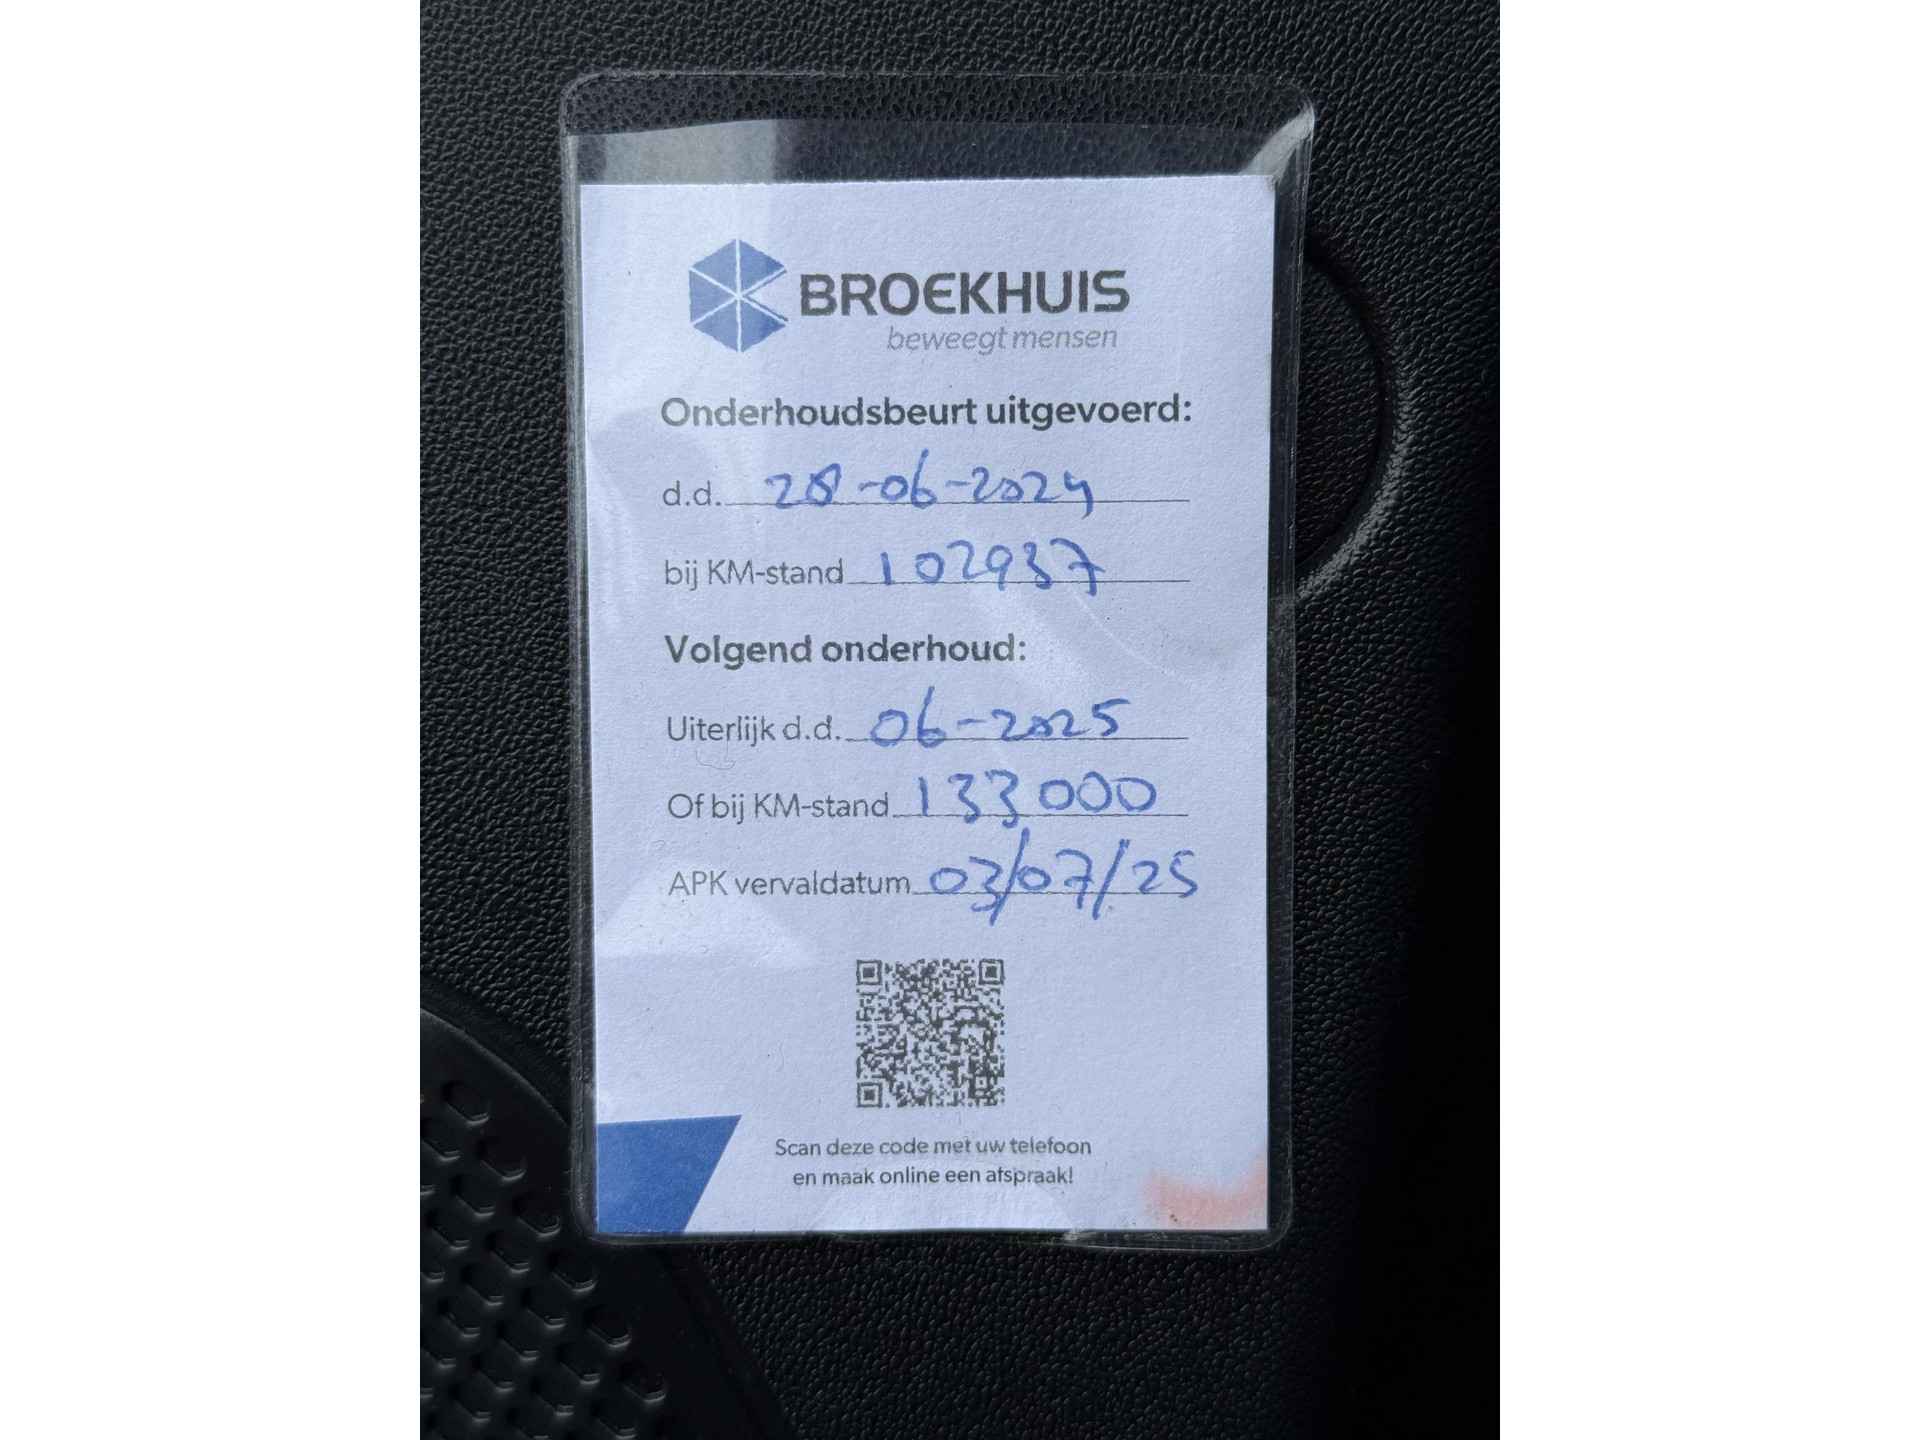 BROEKHUIS
beweegt mensen
Onderhoudsbeurt uitgevoerd:
d.d. 28-06-2024
bij KM-stand 102937
Volgend onderhoud:
Uiterlijk d.d. 06-2025
Of bij KM-stand 133000
APK vervaldatum 03/07/25
Scan deze code met uw telefoon
en maak online een afspraak!